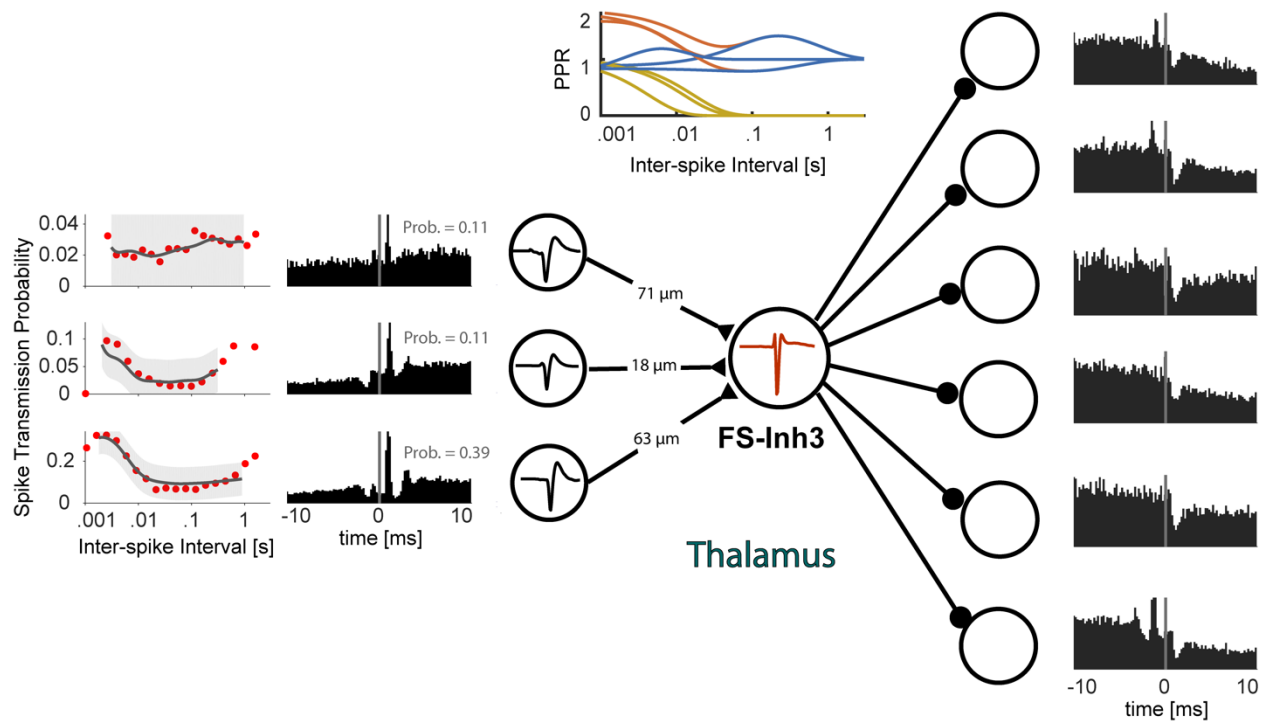 2
1
0
PPR
.001
.01
.1
1
Inter-spike Interval [s]
Spike Transmission Probability
0.04
0.02
0
Prob. = 0.11
71 µm
0.1
0.05
0
Prob. = 0.11
18 µm
0.2
0
Prob. = 0.39
63 µm
FS-Inh3
.001
.01
.1
1
Inter-spike Interval [s]
-10
0
10
time [ms]
Thalamus
-10
0
10
time [ms]